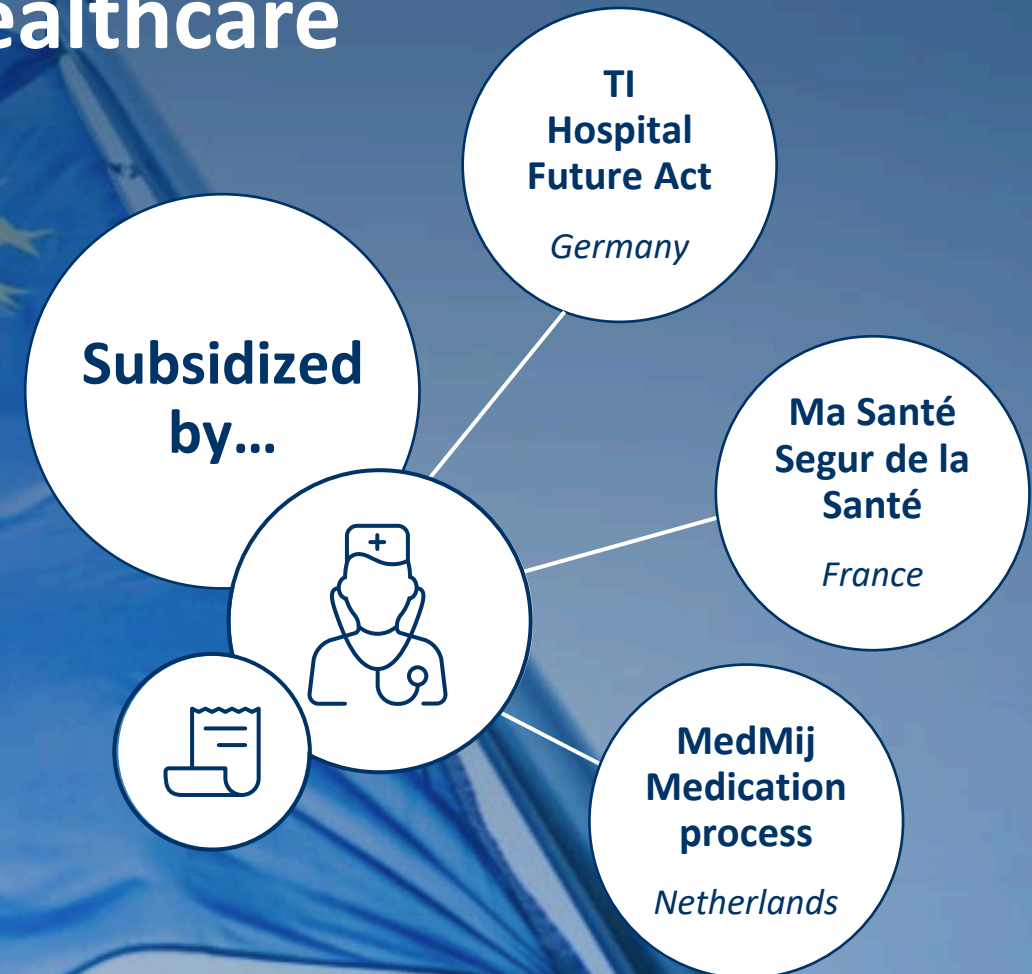 ealthcare
TI
Hospital
Future Act
Germany
Subsidized
by...
Ma Santé
Segur de la
Santé
France
MedMij
Medication
process
Netherlands